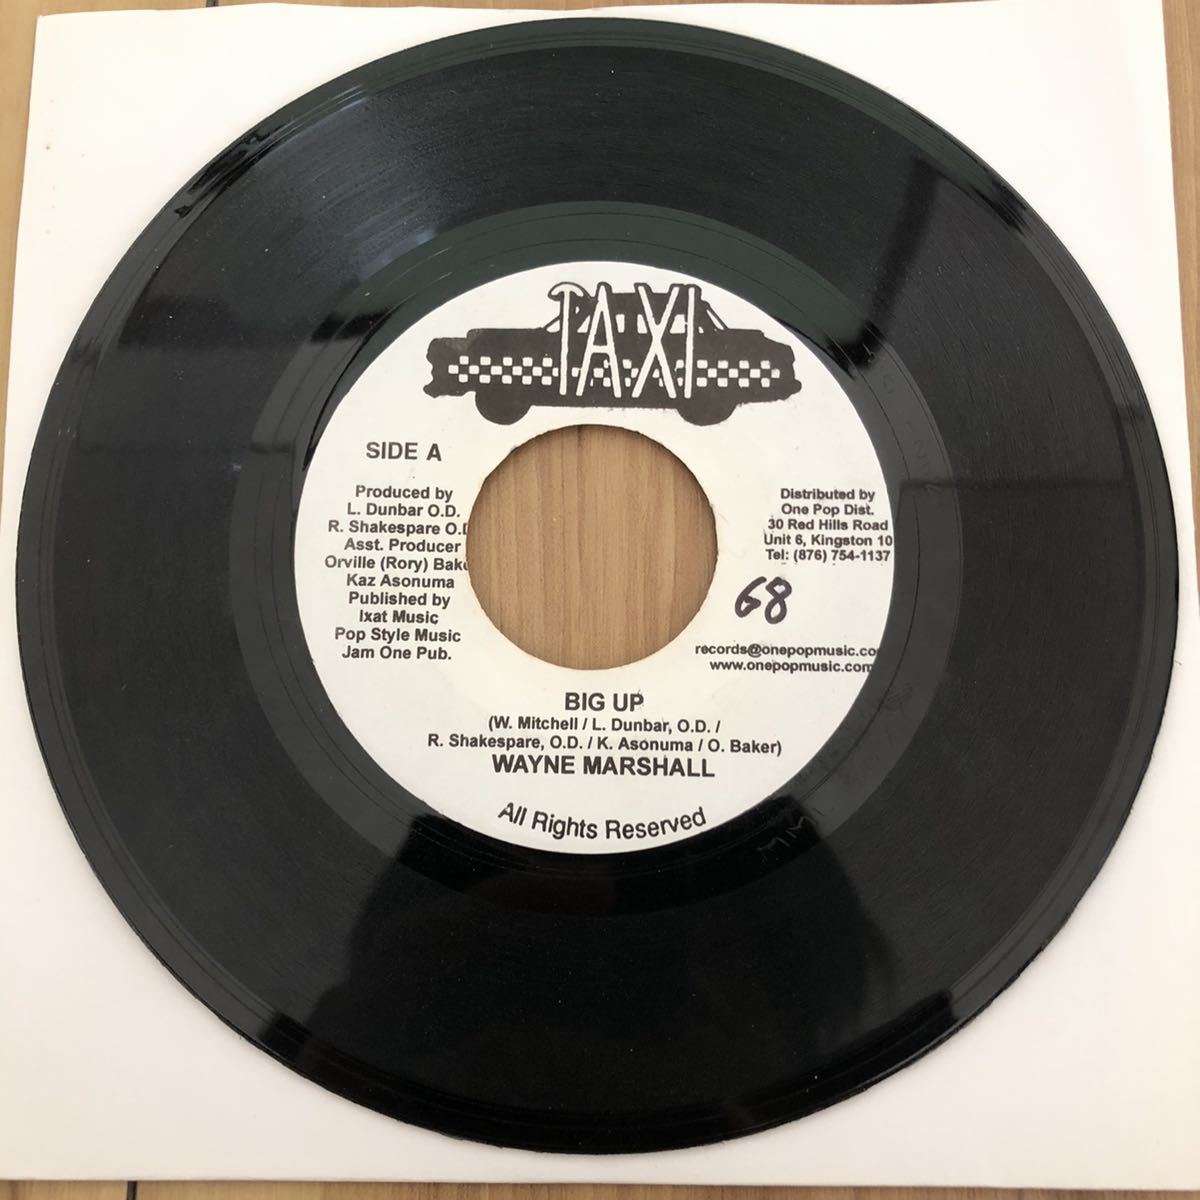 TAXI
SIDE A
Produced by
L. Dunbar O.D.
R. Shakespare O.D
Asst. Producer
Orville (Rory) Bake
Kaz Asonuma
Published by
Ixat Music
Pop Style Music
Jam One Pub.
Distributed by
One Pop Dist.
30 Red Hills Road
Unit 6, Kingston 10
Tel: (876) 754-1137
68
records@onepopmusic.com
www.onepopmusic.com
BIG UP
(W. Mitchell / L. Dunbar, O.D. /
R. Shakespare, O.D. / K. Asonuma / O. Baker)
WAYNE MARSHALL
All Rights Reserved